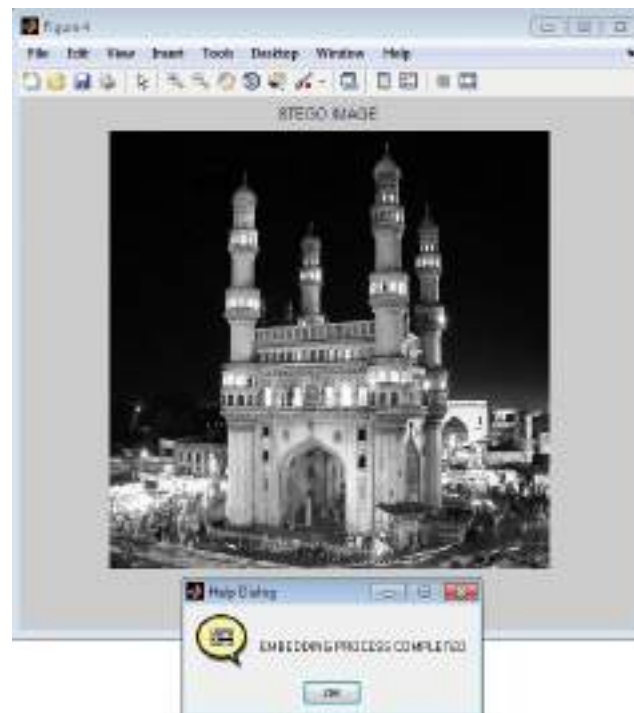 Figure 4
File Edit View Insert Tools Desktop Window Help
STEGO IMAGE
Help Dialog
EMBEDDING PROCESS COMPLETED
OK